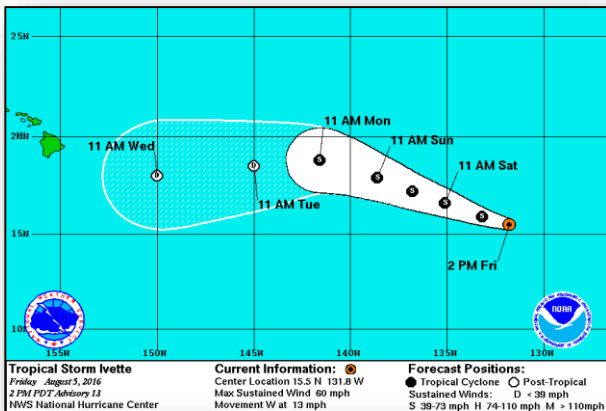 25N
20N
15N
10N
11 AM Mon
11 AM Wed
11 AM Sun
11 AM Sat
11 AM Tue
2 PM Fri
S
S
S
S
S
D
D
NOAA
155W 150W 145W 140W 135W 130W
Tropical Storm Ivette
Friday August 5, 2016
2 PM PDT Advisory 13
NWS National Hurricane Center
Current Information:
Center Location 15.5 N 131.8 W
Max Sustained Wind 60 mph
Movement W at 13 mph
Forecast Positions:
Tropical Cyclone Post-Tropical
Sustained Winds: D < 39 mph
S 39-73 mph H 74-110 mph M > 110mph